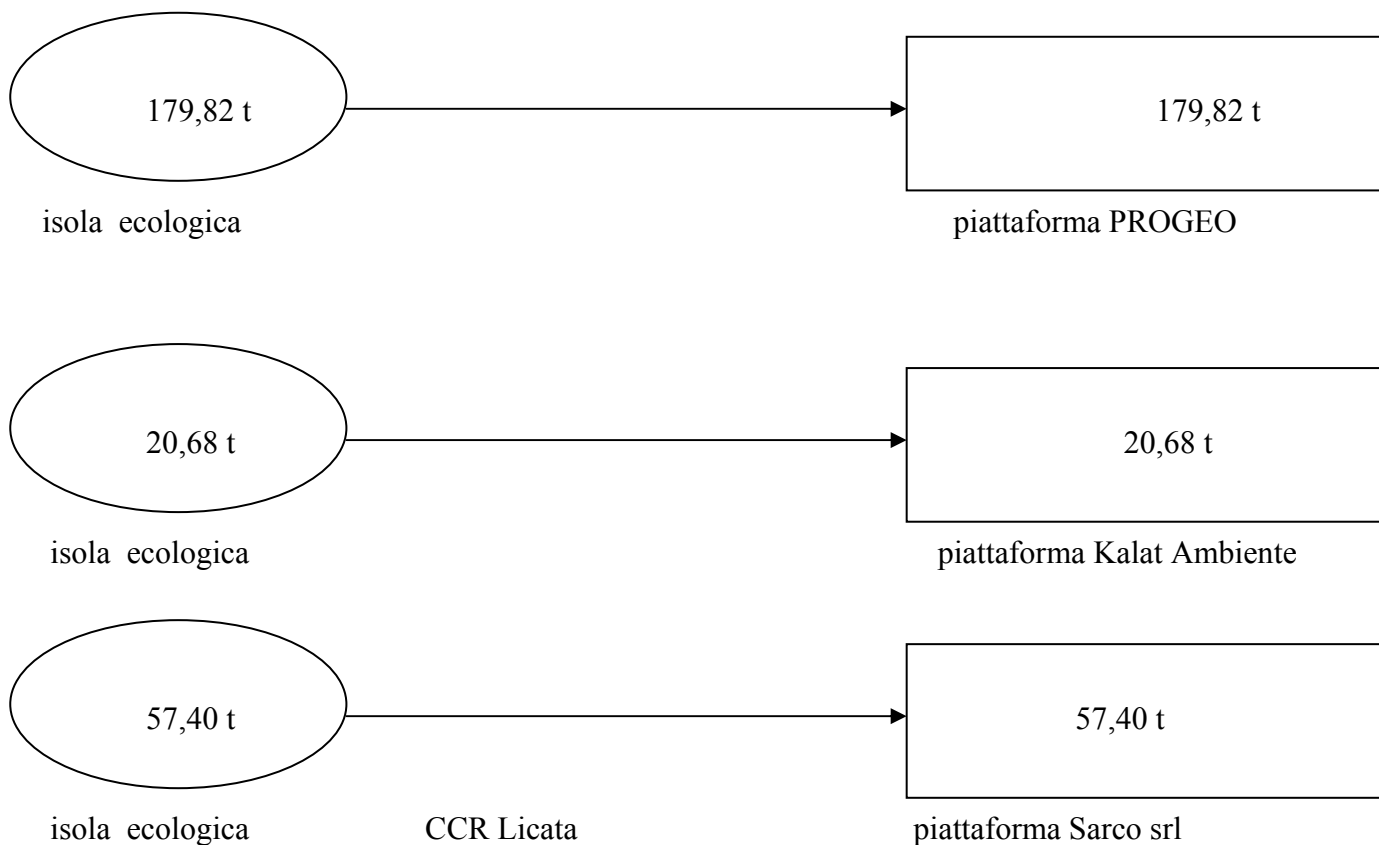 179,82 t 179,82 t
isola ecologica piattaforma PROGEO
20,68 t 20,68 t
isola ecologica piattaforma Kalat Ambiente
57,40 t 57,40 t
isola ecologica CCR Licata piattaforma Sarco srl